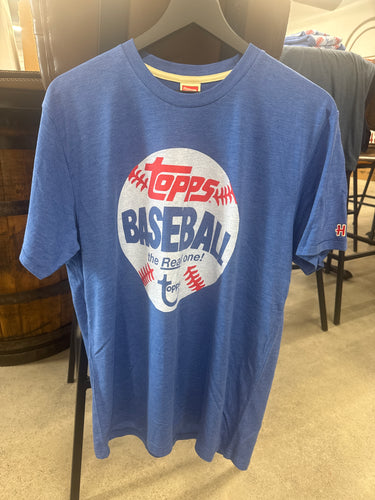 topps
BASEBALL
the Real one!
topps
H